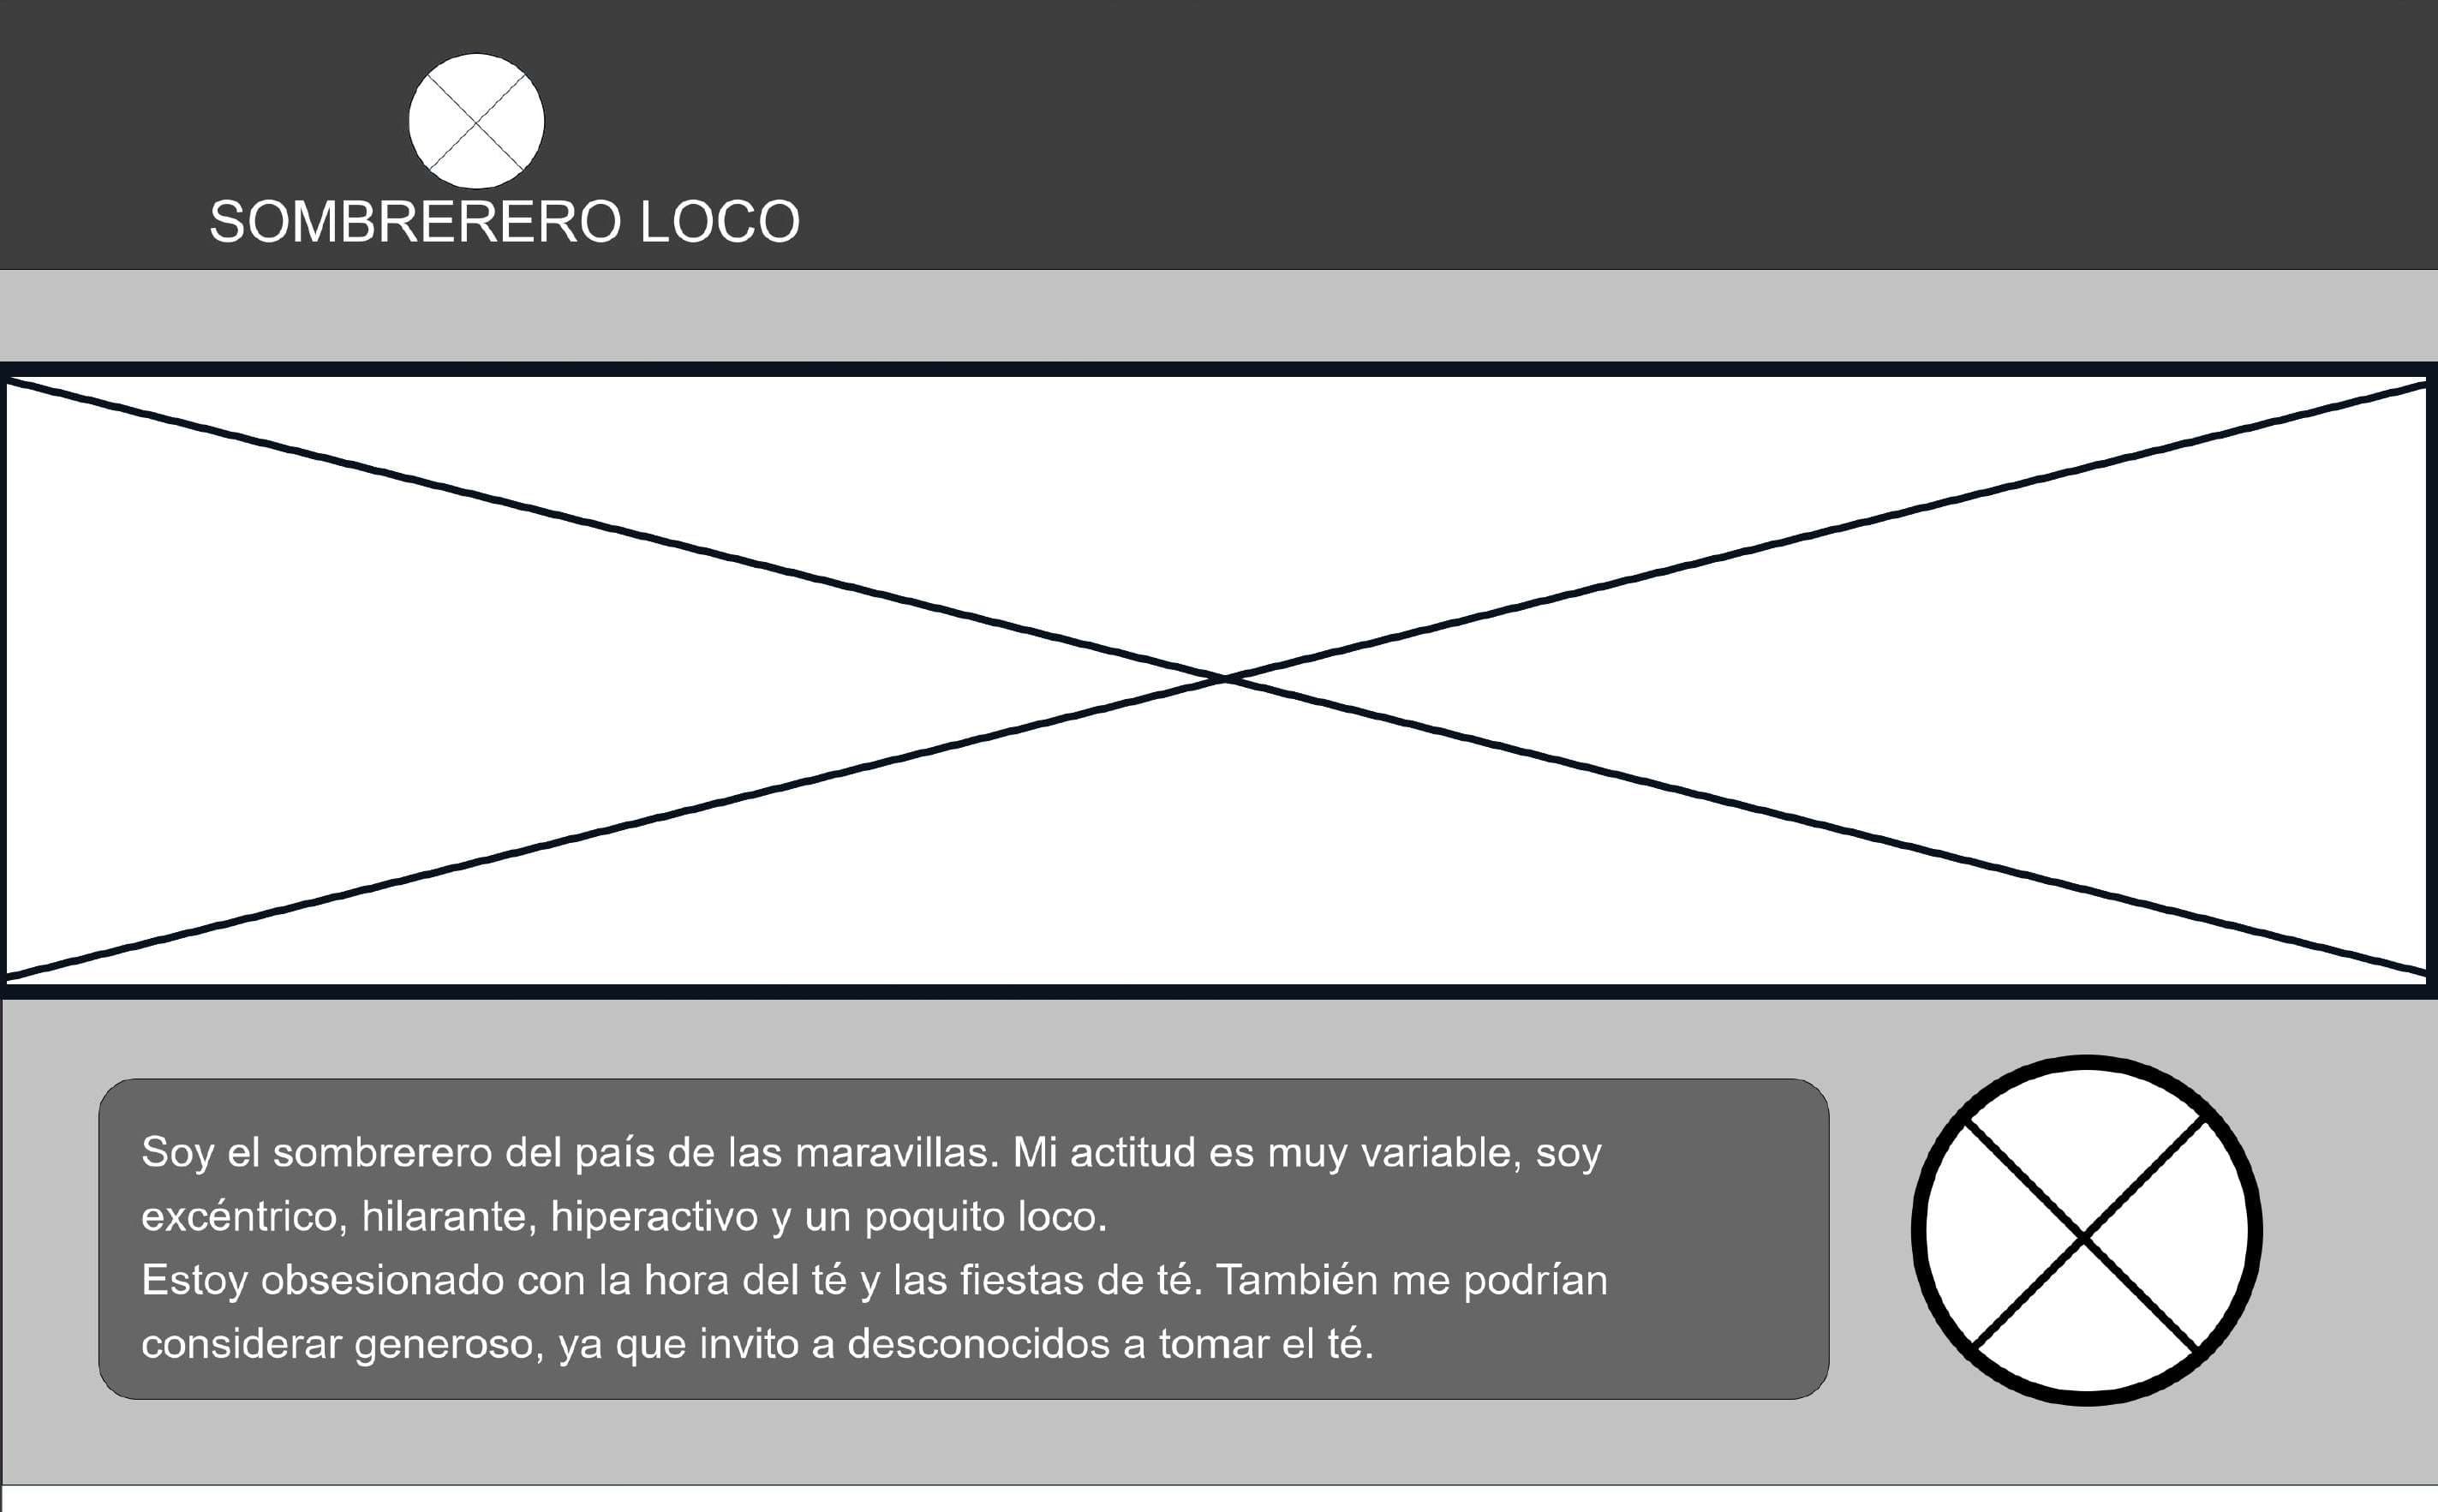 SOMBRERERO LOCO
Soy el sombrerero del país de las maravillas. Mi actitud es muy variable, soy
excéntrico, hilarante, hiperactivo y un poquito loco.
Estoy obsesionado con la hora del té y las fiestas de té. También me podrían
considerar generoso, ya que invito a desconocidos a tomar el té.